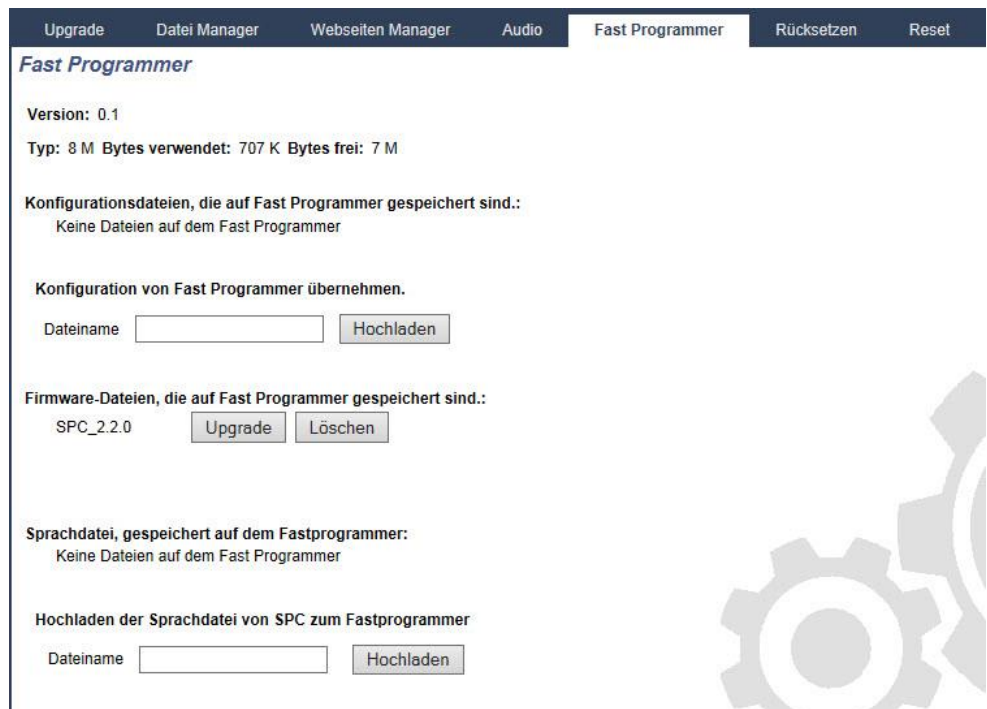 Upgrade Datei Manager Webseiten Manager Audio Fast Programmer Rücksetzen Reset
Fast Programmer
Version: 0.1
Typ: 8 M Bytes verwendet: 707 K Bytes frei: 7 M
Konfigurationsdateien, die auf Fast Programmer gespeichert sind.:
Keine Dateien auf dem Fast Programmer
Konfiguration von Fast Programmer übernehmen.
Dateiname Hochladen
Firmware-Dateien, die auf Fast Programmer gespeichert sind.:
SPC_2.2.0 Upgrade Löschen
Sprachdatei, gespeichert auf dem Fastprogrammer:
Keine Dateien auf dem Fast Programmer
Hochladen der Sprachdatei von SPC zum Fastprogrammer
Dateiname Hochladen